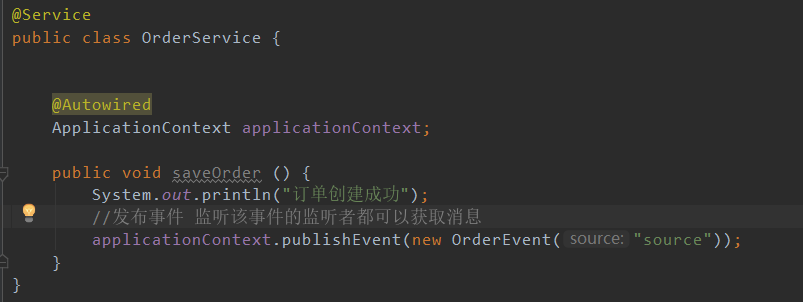 @Service
public class OrderService {
@Autowired
ApplicationContext applicationContext;
public void saveOrder () {
System.out.println("订单创建成功");
//发布事件 监听该事件的监听者都可以获取消息
applicationContext.publishEvent(new OrderEvent( source: "source"));
}
}